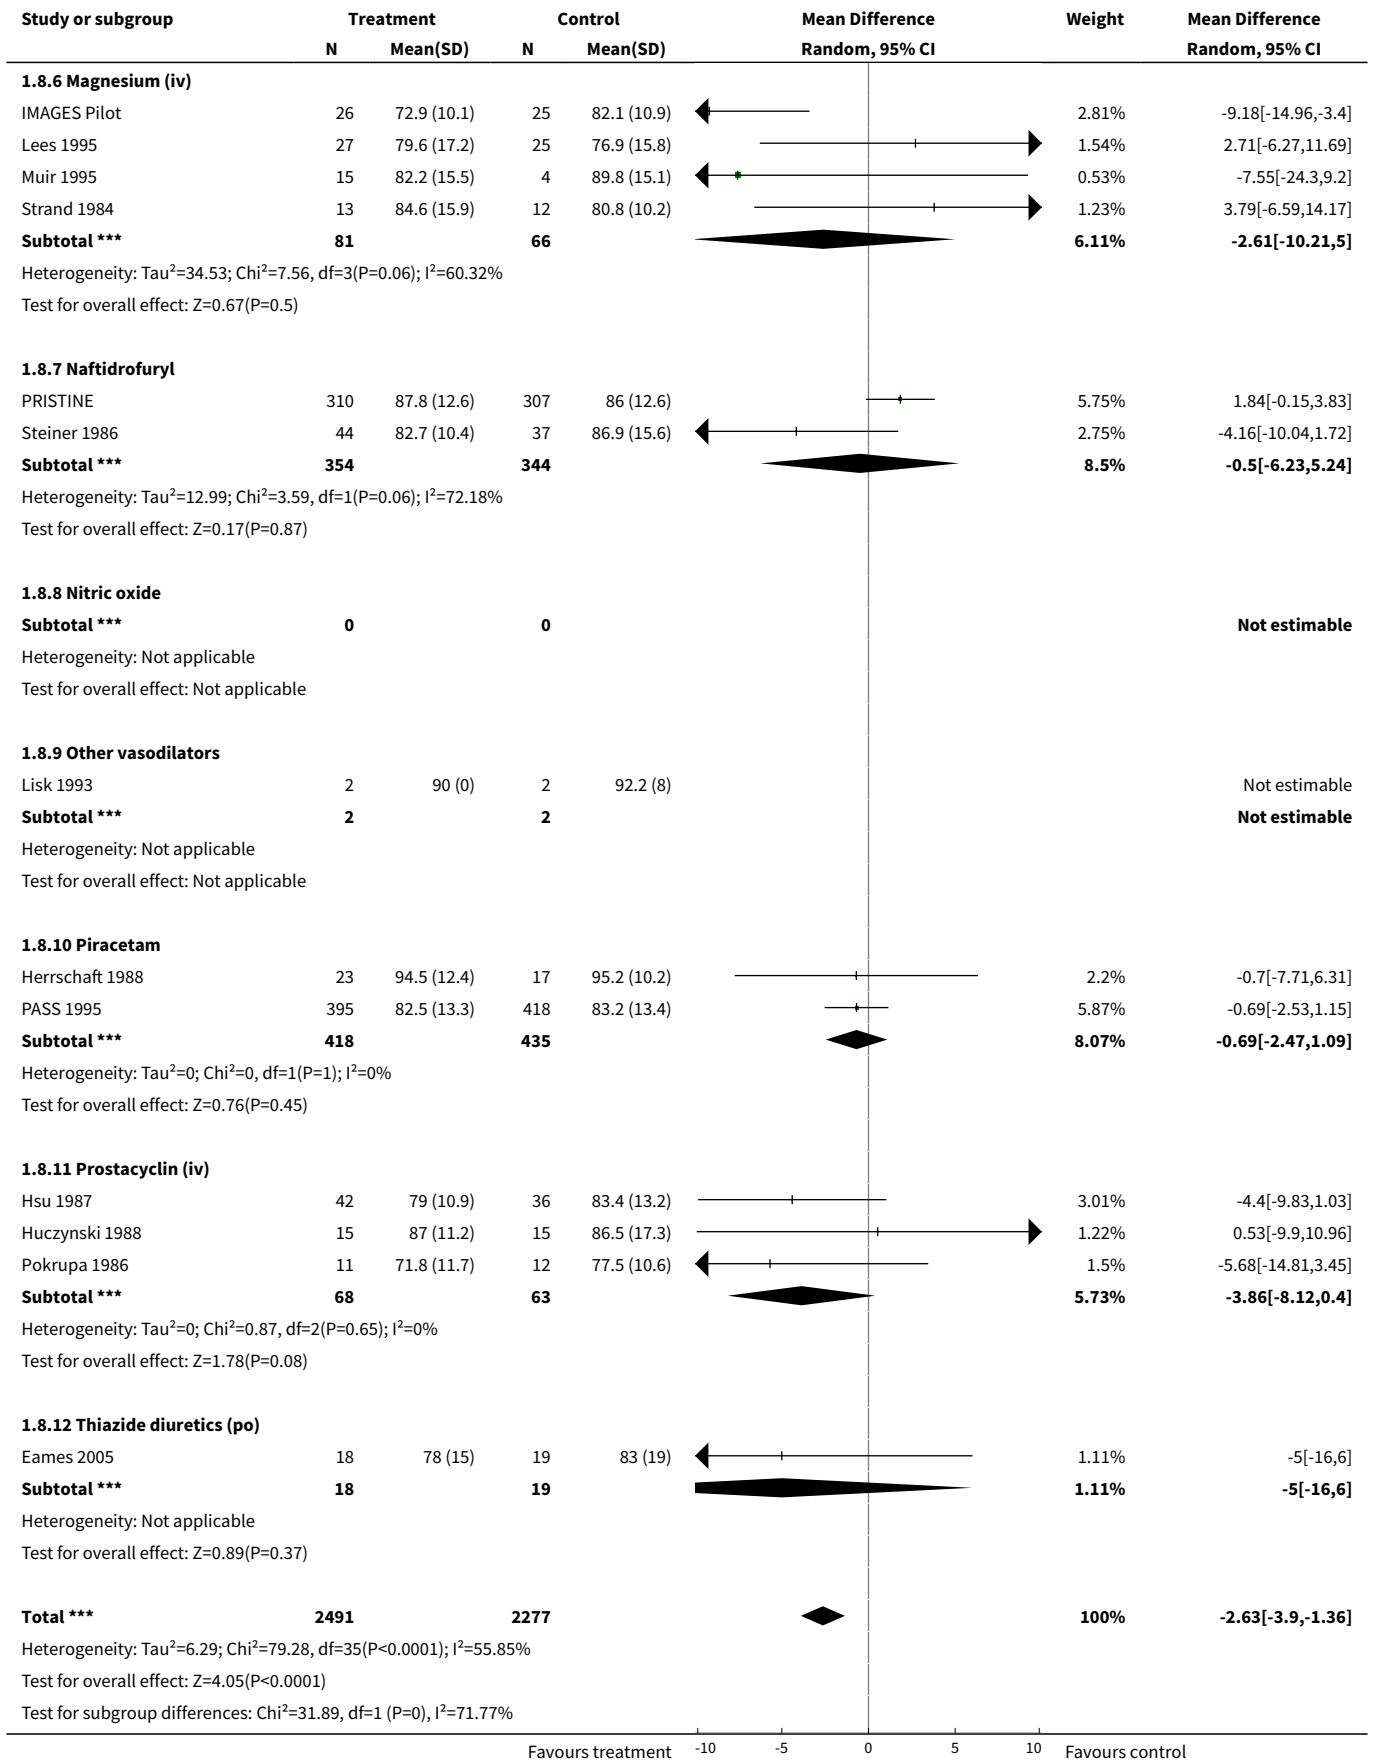 Study or subgroup Treatment Control Mean Difference Weight Mean Difference
N Mean(SD) N Mean(SD) Random, 95% CI Random, 95% CI
1.8.6 Magnesium (iv)
IMAGES Pilot 26 72.9 (10.1) 25 82.1 (10.9) 2.81% -9.18[-14.96,-3.4]
Lees 1995 27 79.6 (17.2) 25 76.9 (15.8) 1.54% 2.71[-6.27,11.69]
Muir 1995 15 82.2 (15.5) 4 89.8 (15.1) 0.53% -7.55[-24.3,9.2]
Strand 1984 13 84.6 (15.9) 12 80.8 (10.2) 1.23% 3.79[-6.59,14.17]
Subtotal *** 81 66 6.11% -2.61[-10.21,5]
Heterogeneity: Tau²=34.53; Chi²=7.56, df=3(P=0.06); I²=60.32%
Test for overall effect: Z=0.67(P=0.5)
1.8.7 Naftidrofuryl
PRISTINE 310 87.8 (12.6) 307 86 (12.6) 5.75% 1.84[-0.15,3.83]
Steiner 1986 44 82.7 (10.4) 37 86.9 (15.6) 2.75% -4.16[-10.04,1.72]
Subtotal *** 354 344 8.5% -0.5[-6.23,5.24]
Heterogeneity: Tau²=12.99; Chi²=3.59, df=1(P=0.06); I²=72.18%
Test for overall effect: Z=0.17(P=0.87)
1.8.8 Nitric oxide
Subtotal *** 0 0 Not estimable
Heterogeneity: Not applicable
Test for overall effect: Not applicable
1.8.9 Other vasodilators
Lisk 1993 2 90 (0) 2 92.2 (8) Not estimable
Subtotal *** 2 2 Not estimable
Heterogeneity: Not applicable
Test for overall effect: Not applicable
1.8.10 Piracetam
Herrschaft 1988 23 94.5 (12.4) 17 95.2 (10.2) 2.2% -0.7[-7.71,6.31]
PASS 1995 395 82.5 (13.3) 418 83.2 (13.4) 5.87% -0.69[-2.53,1.15]
Subtotal *** 418 435 8.07% -0.69[-2.47,1.09]
Heterogeneity: Tau²=0; Chi²=0, df=1(P=1); I²=0%
Test for overall effect: Z=0.76(P=0.45)
1.8.11 Prostacyclin (iv)
Hsu 1987 42 79 (10.9) 36 83.4 (13.2) 3.01% -4.4[-9.83,1.03]
Huczynski 1988 15 87 (11.2) 15 86.5 (17.3) 1.22% 0.53[-9.9,10.96]
Pokrupa 1986 11 71.8 (11.7) 12 77.5 (10.6) 1.5% -5.68[-14.81,3.45]
Subtotal *** 68 63 5.73% -3.86[-8.12,0.4]
Heterogeneity: Tau²=0; Chi²=0.87, df=2(P=0.65); I²=0%
Test for overall effect: Z=1.78(P=0.08)
1.8.12 Thiazide diuretics (po)
Eames 2005 18 78 (15) 19 83 (19) 1.11% -5[-16,6]
Subtotal *** 18 19 1.11% -5[-16,6]
Heterogeneity: Not applicable
Test for overall effect: Z=0.89(P=0.37)
Total *** 2491 2277 100% -2.63[-3.9,-1.36]
Heterogeneity: Tau²=6.29; Chi²=79.28, df=35(P<0.0001); I²=55.85%
Test for overall effect: Z=4.05(P<0.0001)
Test for subgroup differences: Chi²=31.89, df=1 (P=0), I²=71.77%
Favours treatment -10 -5 0 5 10 Favours control